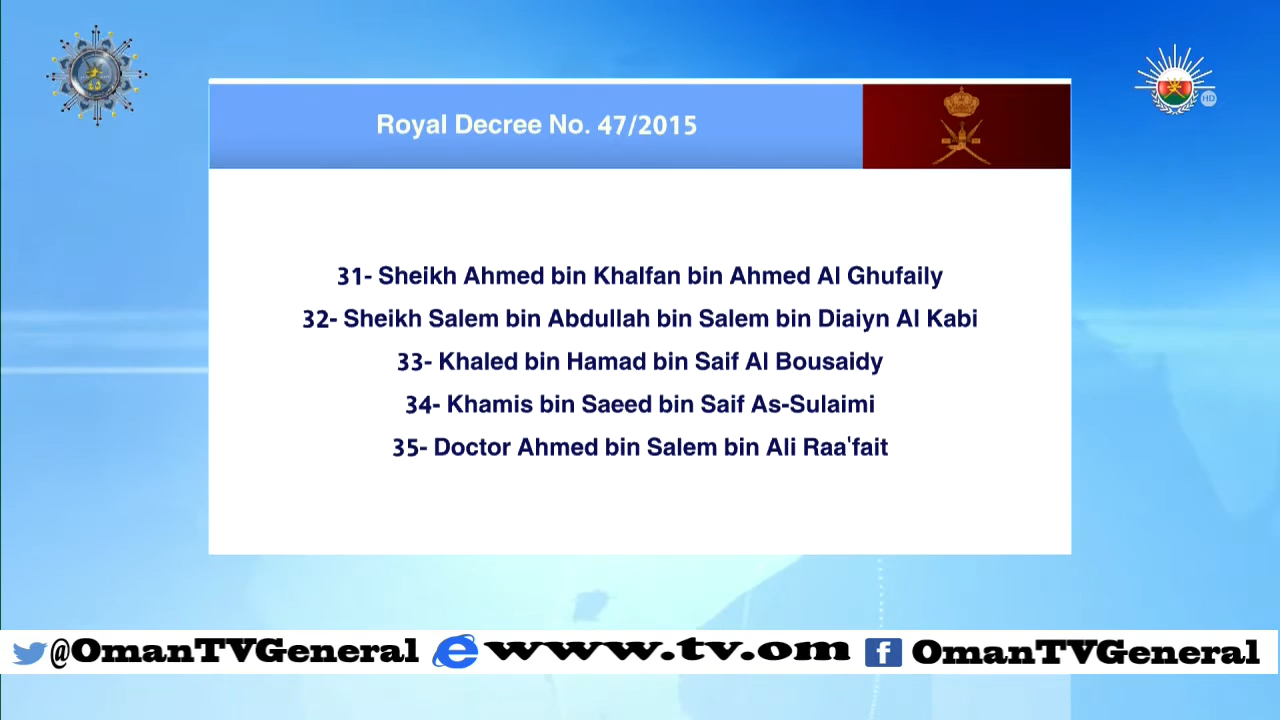 Royal Decree No. 47/2015
HD
31- Sheikh Ahmed bin Khalfan bin Ahmed Al Ghufaily
32- Sheikh Salem bin Abdullah bin Salem bin Diaiyn Al Kabi
33- Khaled bin Hamad bin Saif Al Bousaidy
34- Khamis bin Saeed bin Saif As-Sulaimi
35- Doctor Ahmed bin Salem bin Ali Raa'fait
@OmanTVGeneral www.tv.om OmanTVGeneral